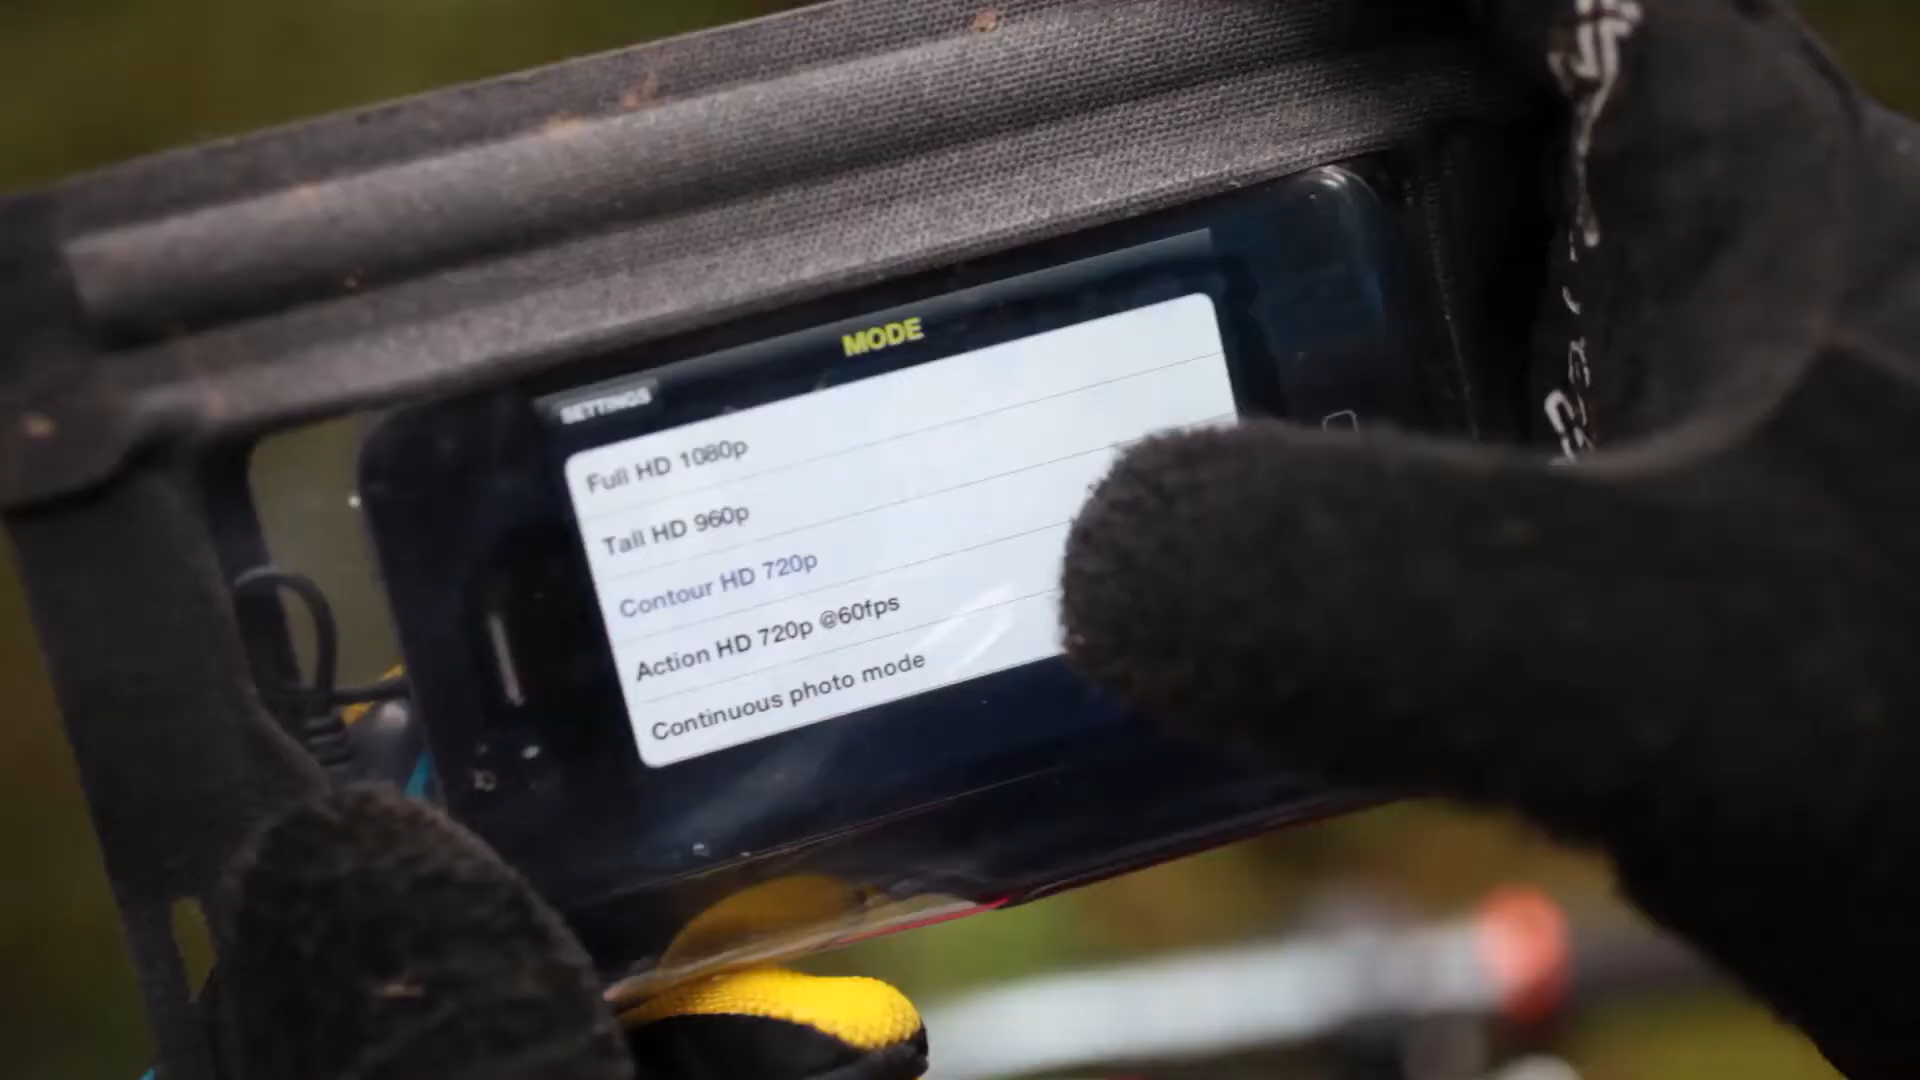 MODE
SETTINGS
Full HD 1080p
Tall HD 960p
Contour HD 720p
Action HD 720p @60fps
Continuous photo mode